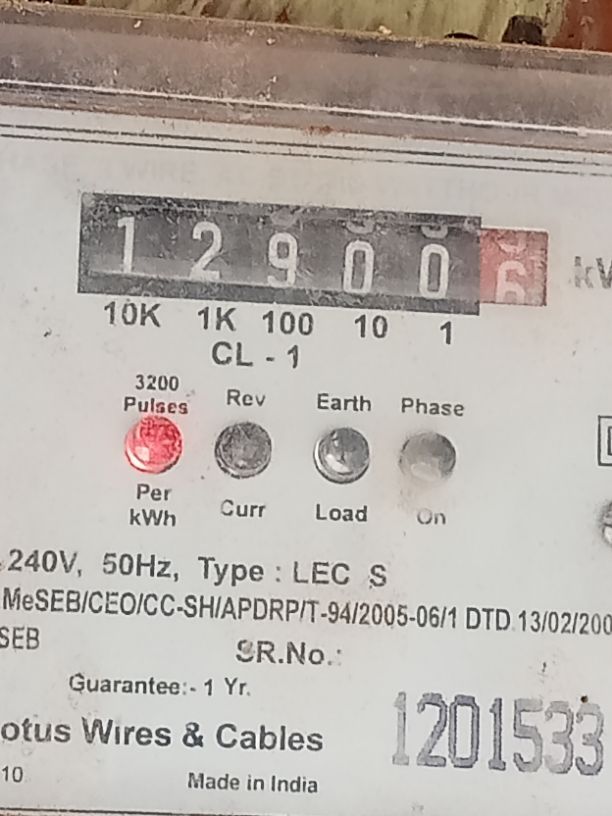 1 2 9 0 0 6
10K 1K 100 10 1
CL - 1
3200
Pulses Rev Earth Phase
Per
kWh Curr Load On
240V, 50Hz, Type : LEC S
MeSEB/CEO/CC-SH/APDRP/T-94/2005-06/1 DTD.13/02/200
SEB SR.No.:
Guarantee:- 1 Yr.
1201533
otus Wires & Cables
10 Made in India